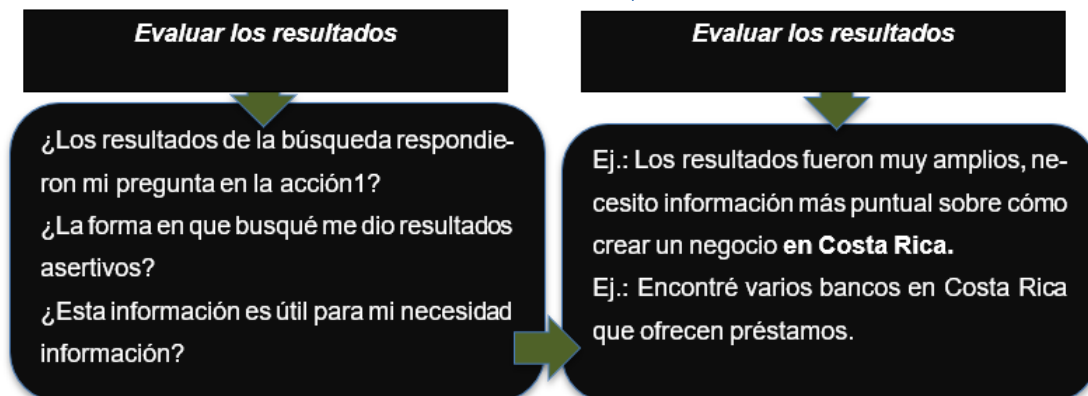 Evaluar los resultados
¿Los resultados de la búsqueda respondie-
ron mi pregunta en la acción1?
¿La forma en que busqué me dio resultados
asertivos?
¿Esta información es útil para mi necesidad
información?
Evaluar los resultados
Ej.: Los resultados fueron muy amplios, ne-
cesito información más puntual sobre cómo
crear un negocio en Costa Rica.
Ej.: Encontré varios bancos en Costa Rica
que ofrecen préstamos.